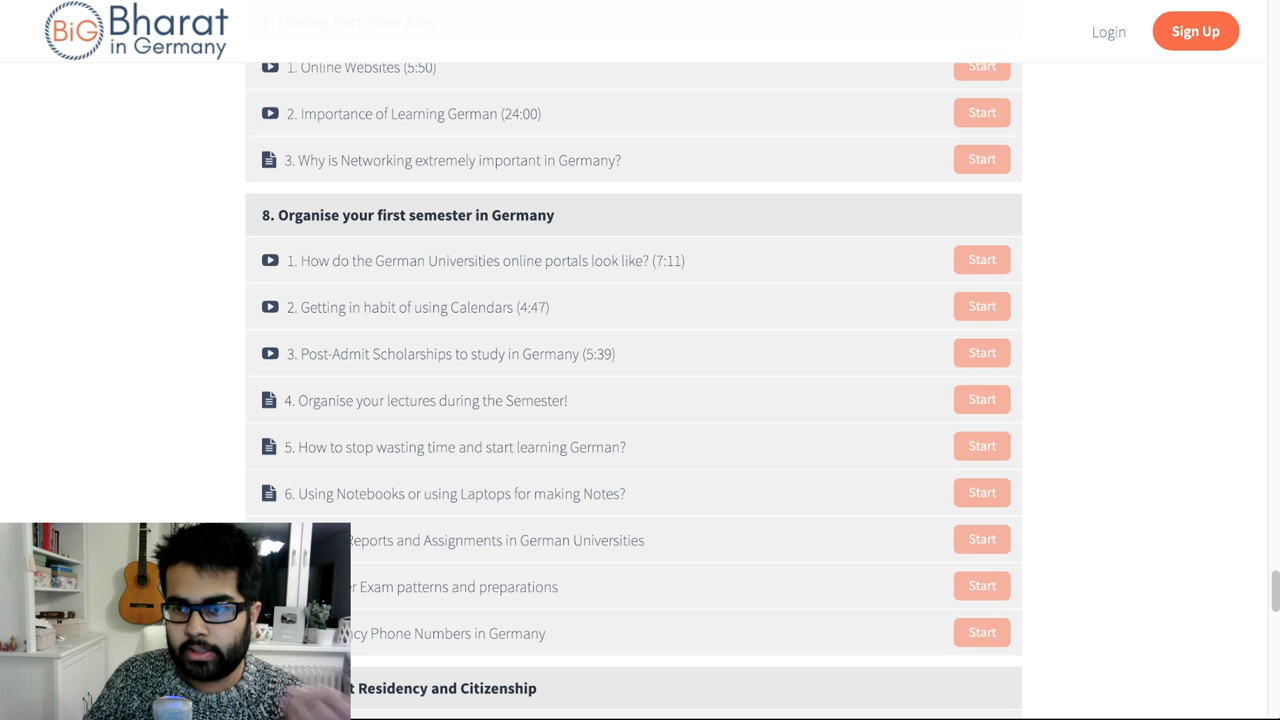 BiG Bharat
in Germany
Login
Sign Up
7. Finding Part Time Jobs
1. Online Websites (5:50)
Start
2. Importance of Learning German (24:00)
Start
3. Why is Networking extremely important in Germany?
Start
8. Organise your first semester in Germany
1. How do the German Universities online portals look like? (7:11)
Start
2. Getting in habit of using Calendars (4:47)
Start
3. Post-Admit Scholarships to study in Germany (5:39)
Start
4. Organise your lectures during the Semester!
Start
5. How to stop wasting time and start learning German?
Start
6. Using Notebooks or using Laptops for making Notes?
Start
Reports and Assignments in German Universities
Start
Exam patterns and preparations
Start
Phone Numbers in Germany
Start
Residency and Citizenship